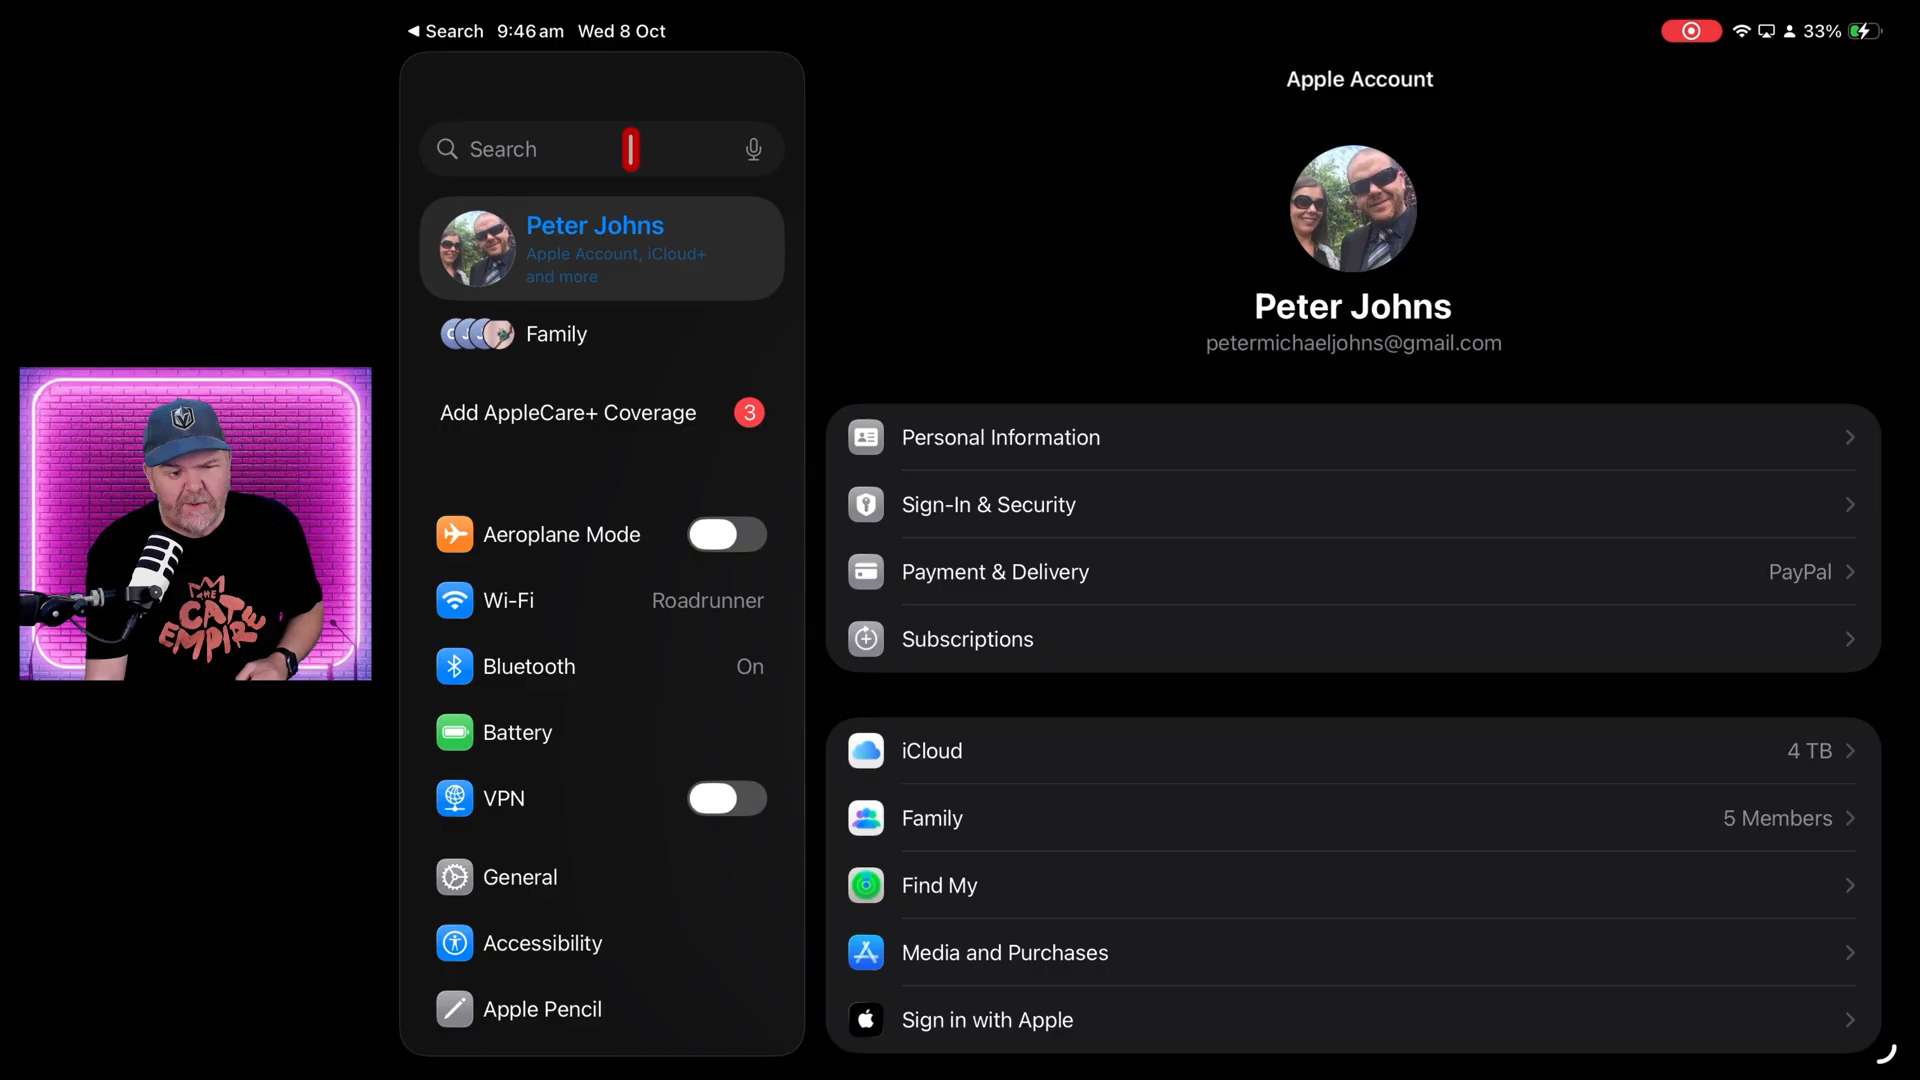 Search 9:46 am Wed 8 Oct
33%
Search
Peter Johns
Apple Account, iCloud+
and more
Family
Add AppleCare+ Coverage 3
Aeroplane Mode
Wi-Fi Roadrunner
Bluetooth On
Battery
VPN
General
Accessibility
Apple Pencil
Apple Account
Peter Johns
petermichaeljohns@gmail.com
Personal Information
Sign-In & Security
Payment & Delivery PayPal
Subscriptions
iCloud 4 TB
Family 5 Members
Find My
Media and Purchases
Sign in with Apple
THE
CAT
EMPIRE